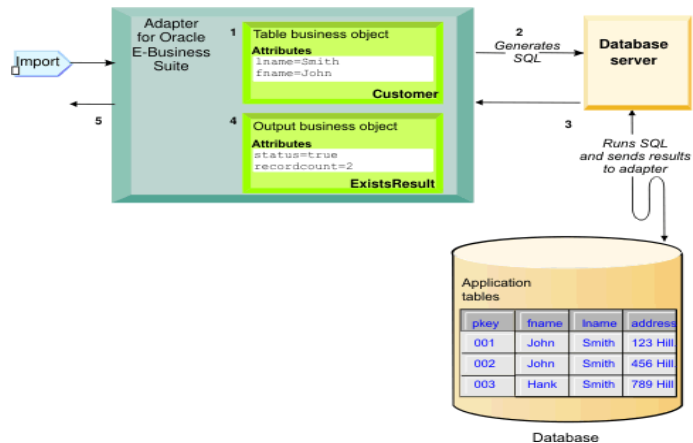 Import
5
Adapter
for Oracle
E-Business
Suite
1
Table business object
Attributes
lname=Smith
fname=John
Customer
4
Output business object
Attributes
status=true
recordcount=2
ExistsResult
2
Generates
SQL
3
Database
server
Runs SQL
and sends results
to adapter
Application
tables
pkey fname lname address
001 John Smith 123 Hill
002 John Smith 456 Hill
003 Hank Smith 789 Hill
Database